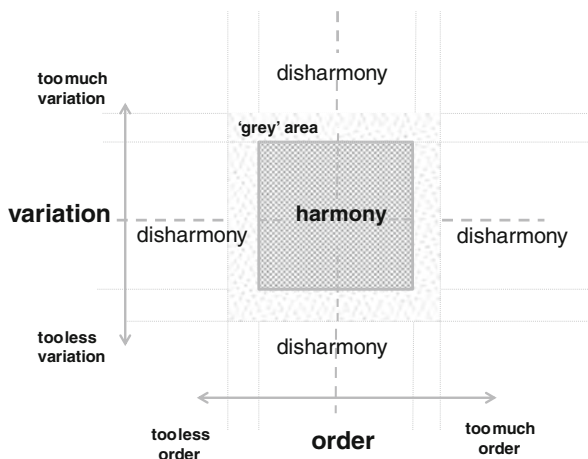 too much
variation
disharmony
'grey' area
variation
harmony
disharmony
disharmony
too less
variation
disharmony
too less
order
order
too much
order